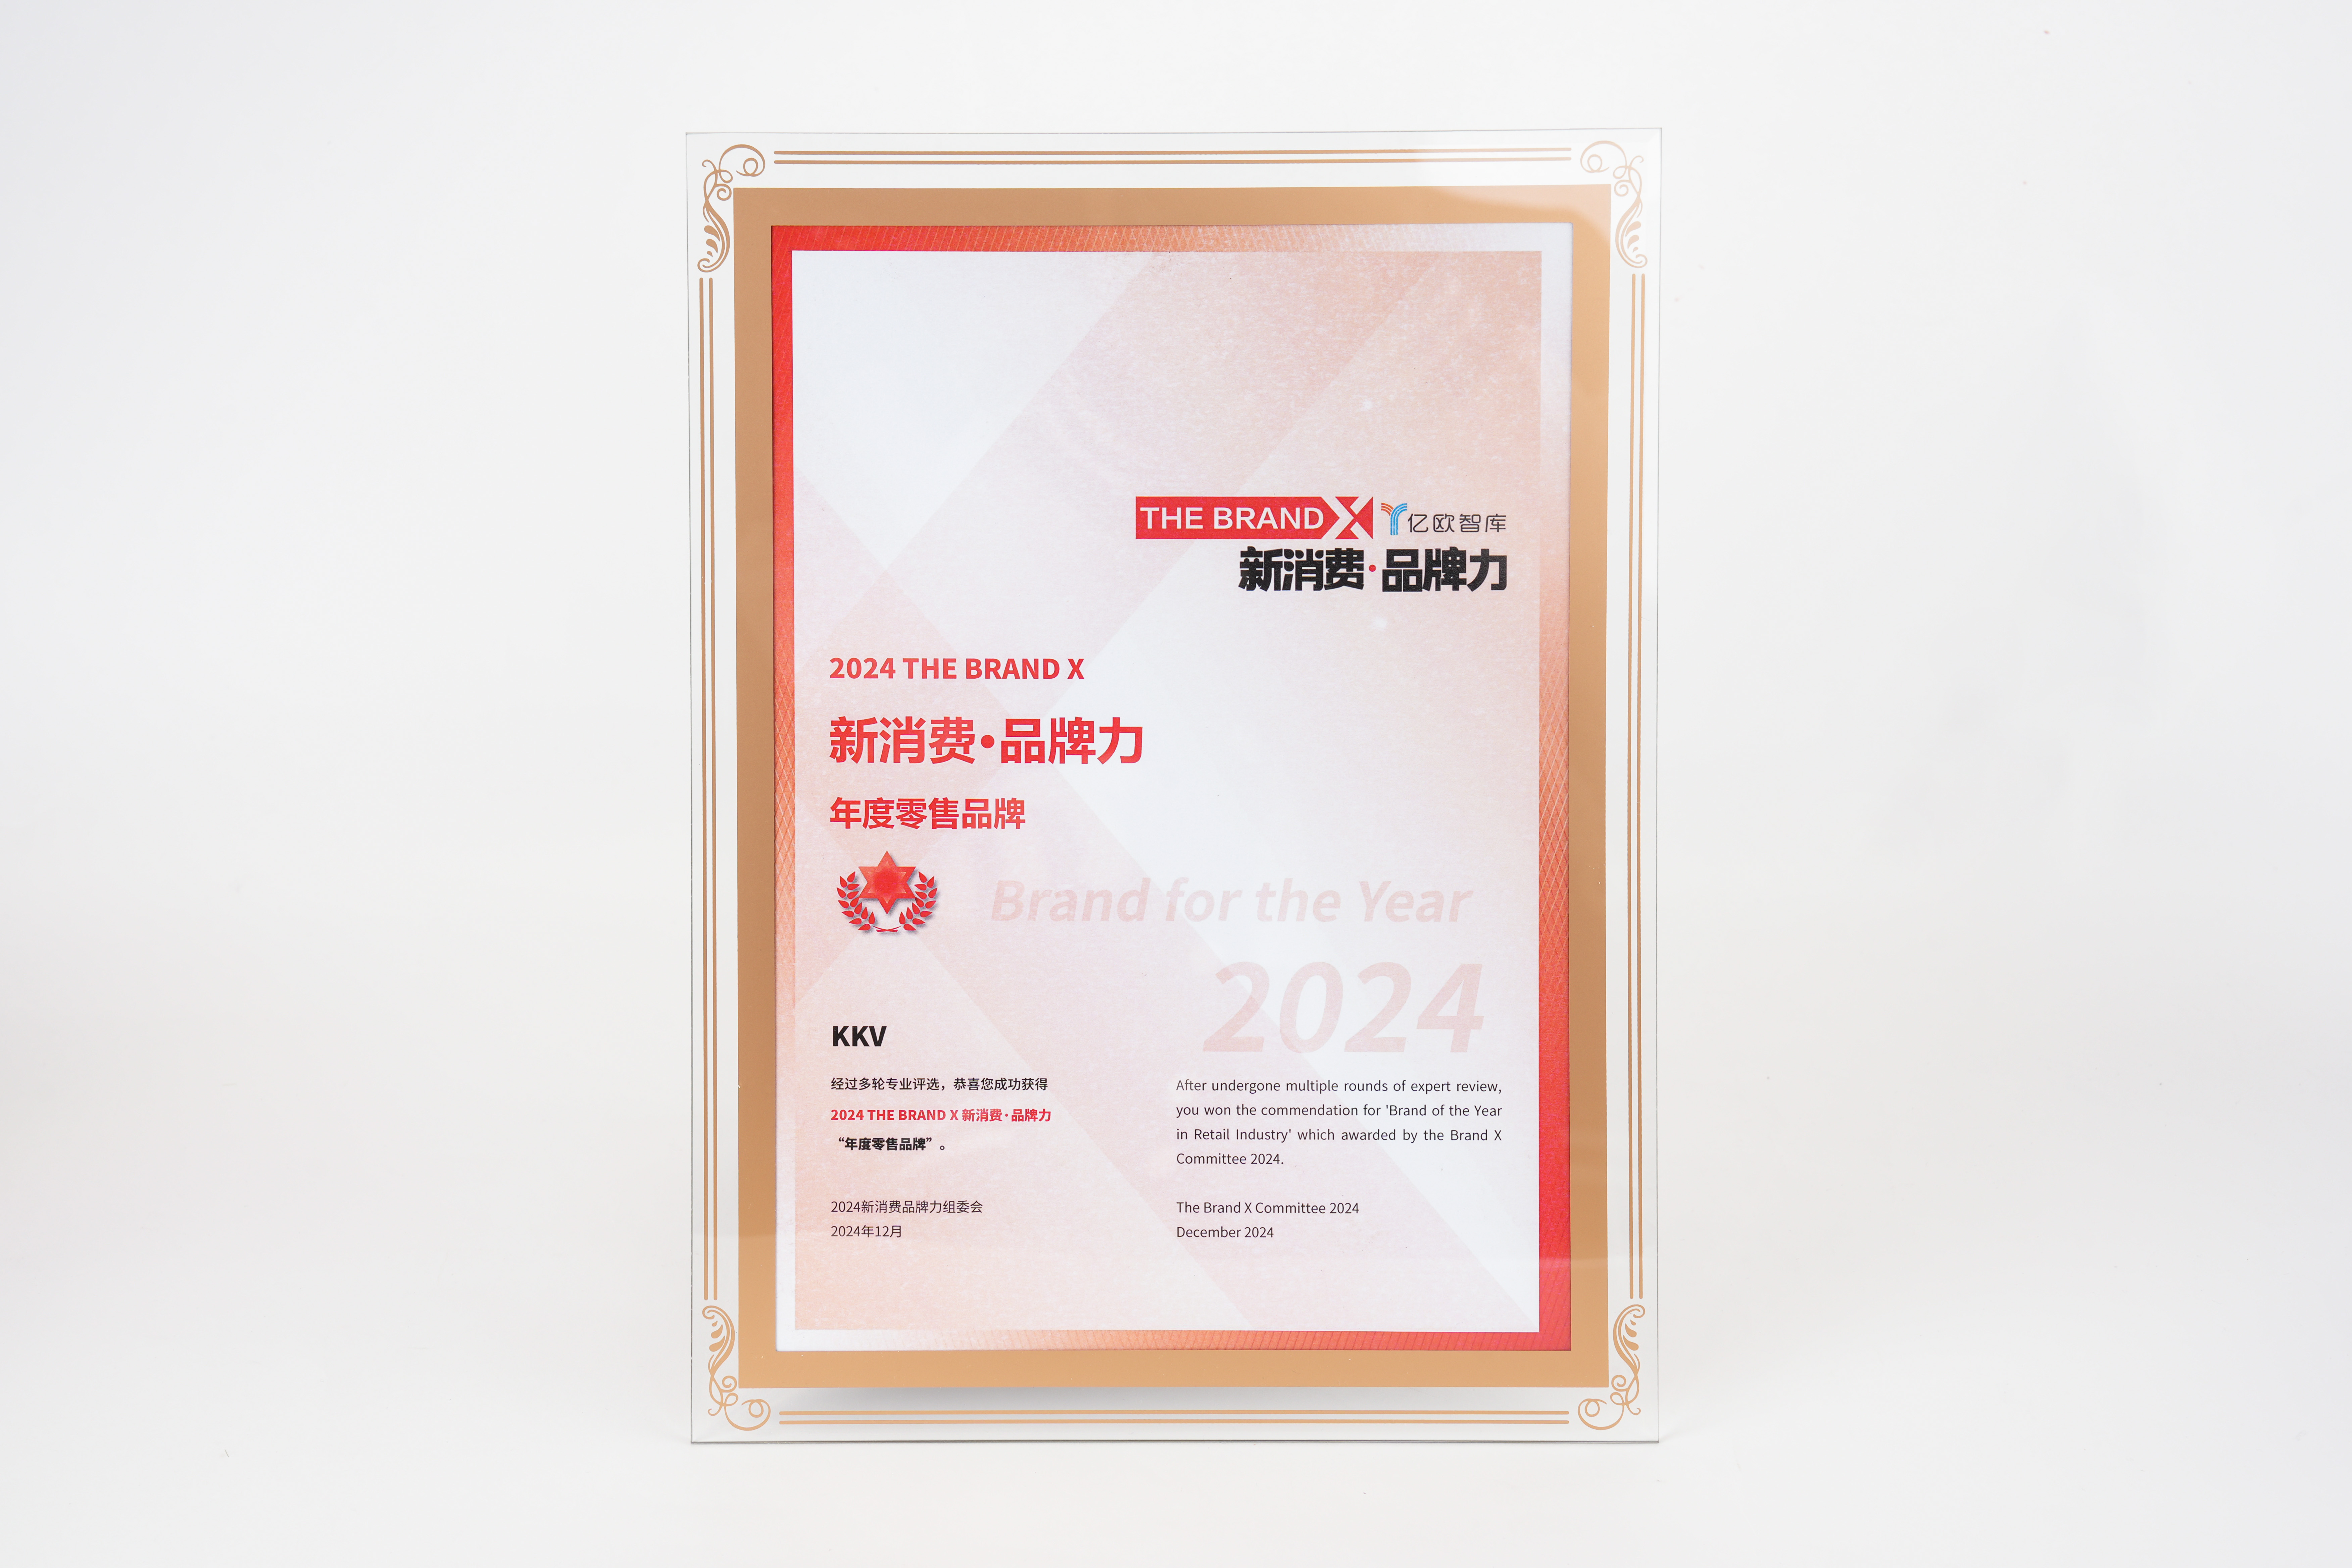 THE BRAND X 亿欧智库
新消费·品牌力
2024 THE BRAND X
新消费•品牌力
年度零售品牌
Brand for the Year
2024
KKV
经过多轮专业评选，恭喜您成功获得
2024 THE BRAND X 新消费·品牌力
“年度零售品牌”。
2024新消费品牌力组委会
2024年12月
After undergone multiple rounds of expert review,
you won the commendation for 'Brand of the Year
in Retail Industry' which awarded by the Brand X
Committee 2024.
The Brand X Committee 2024
December 2024